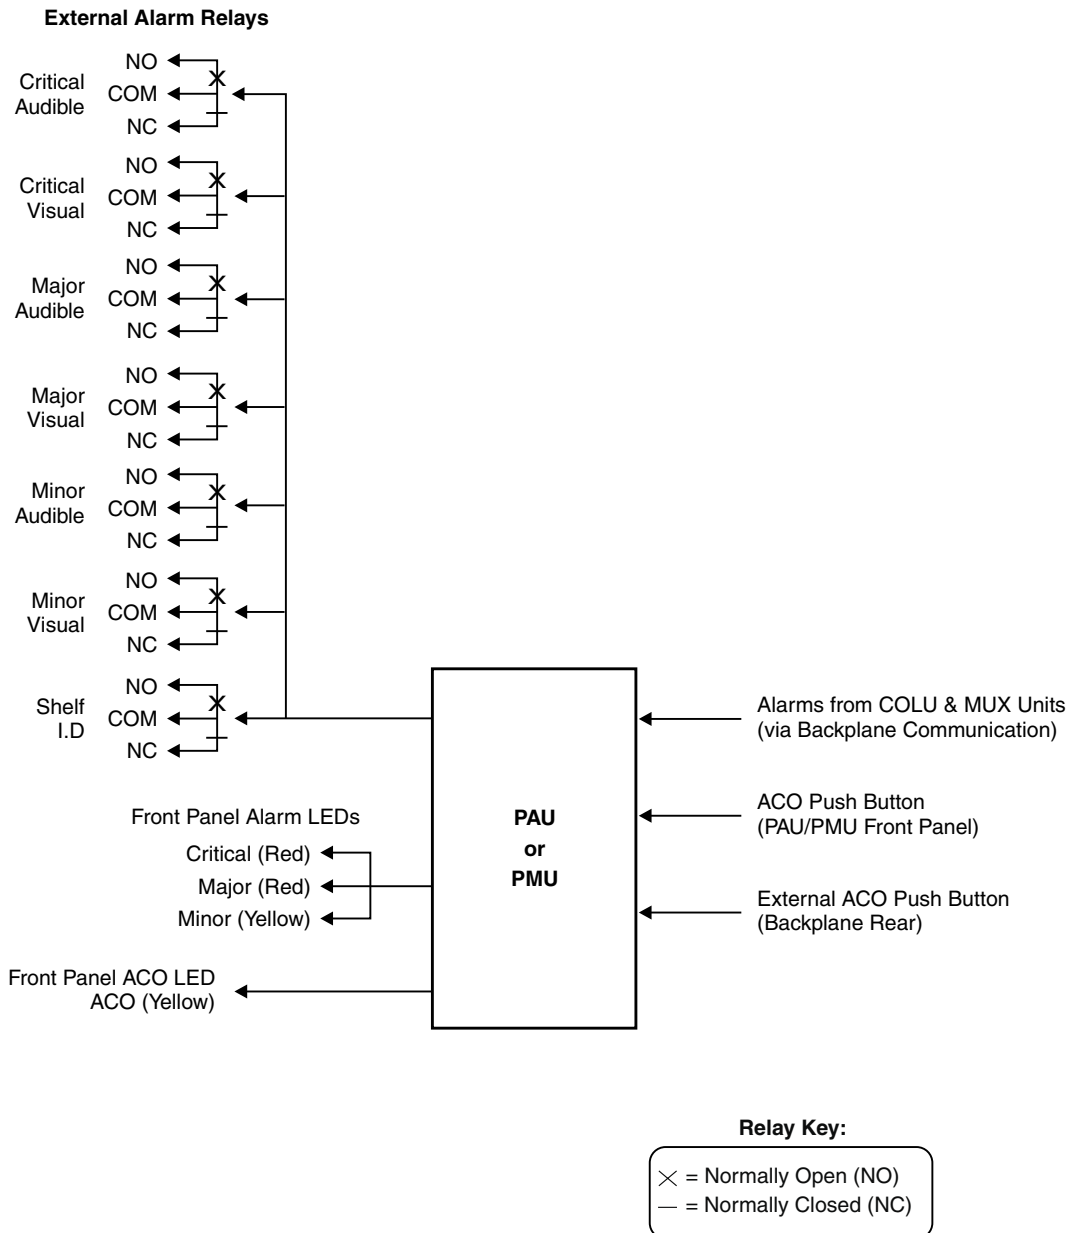 External Alarm Relays
NO
Critical
Audible
COM
NC
NO
Critical
Visual
COM
NC
NO
Major
Audible
COM
NC
NO
Major
Visual
COM
NC
NO
Minor
Audible
COM
NC
NO
Minor
Visual
COM
NC
NO
Shelf
I.D
COM
NC
Front Panel Alarm LEDs
Critical (Red)
Major (Red)
Minor (Yellow)
Front Panel ACO LED
ACO (Yellow)
PAU
or
PMU
Alarms from COLU & MUX Units
(via Backplane Communication)
ACO Push Button
(PAU/PMU Front Panel)
External ACO Push Button
(Backplane Rear)
Relay Key:
= Normally Open (NO)
= Normally Closed (NC)